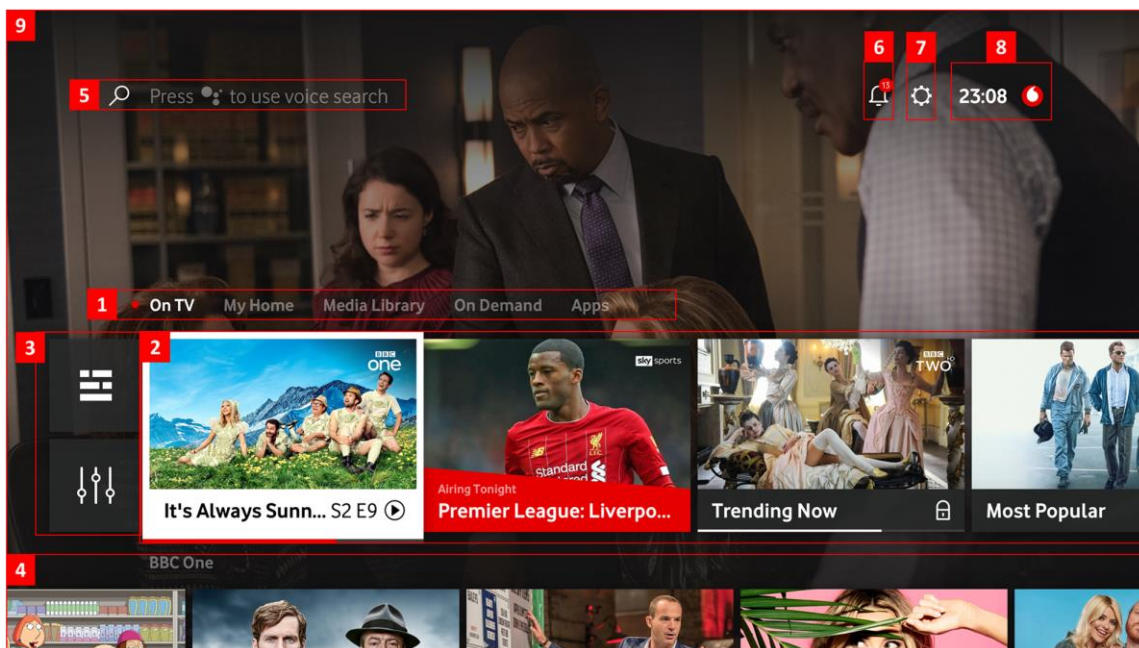 9
6
7
8
5
Press to use voice search
13
23:08
1
On TV My Home Media Library On Demand Apps
3
2
BBC
one
sky sports
BBC
TWO
Standard
Airing Tonight
It's Always Sunn... S2 E9
Premier League: Liverpo...
Trending Now
Most Popular
4
BBC One